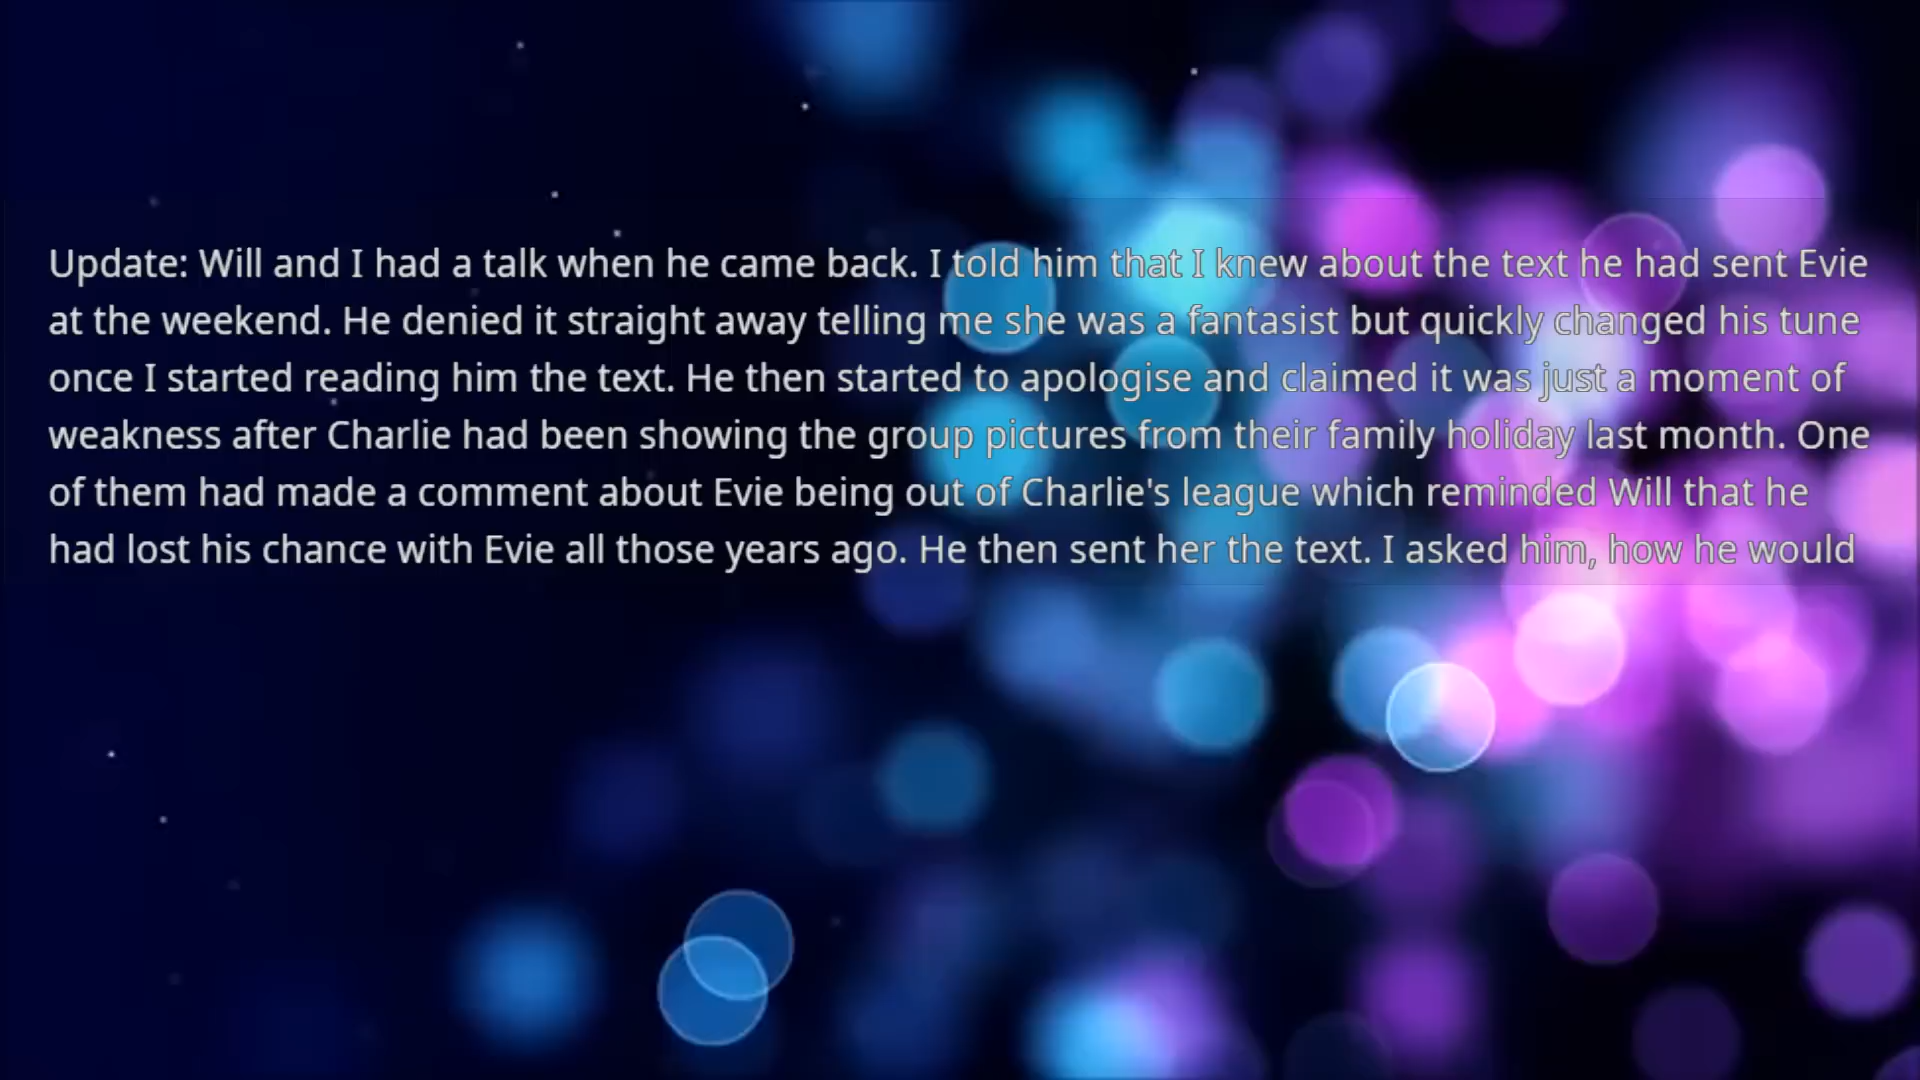 Update: Will and I had a talk when he came back. I told him that I knew about the text he had sent Evie
at the weekend. He denied it straight away telling me she was a fantasist but quickly changed his tune
once I started reading him the text. He then started to apologise and claimed it was just a moment of
weakness after Charlie had been showing the group pictures from their family holiday last month. One
of them had made a comment about Evie being out of Charlie's league which reminded Will that he
had lost his chance with Evie all those years ago. He then sent her the text. I asked him, how he would